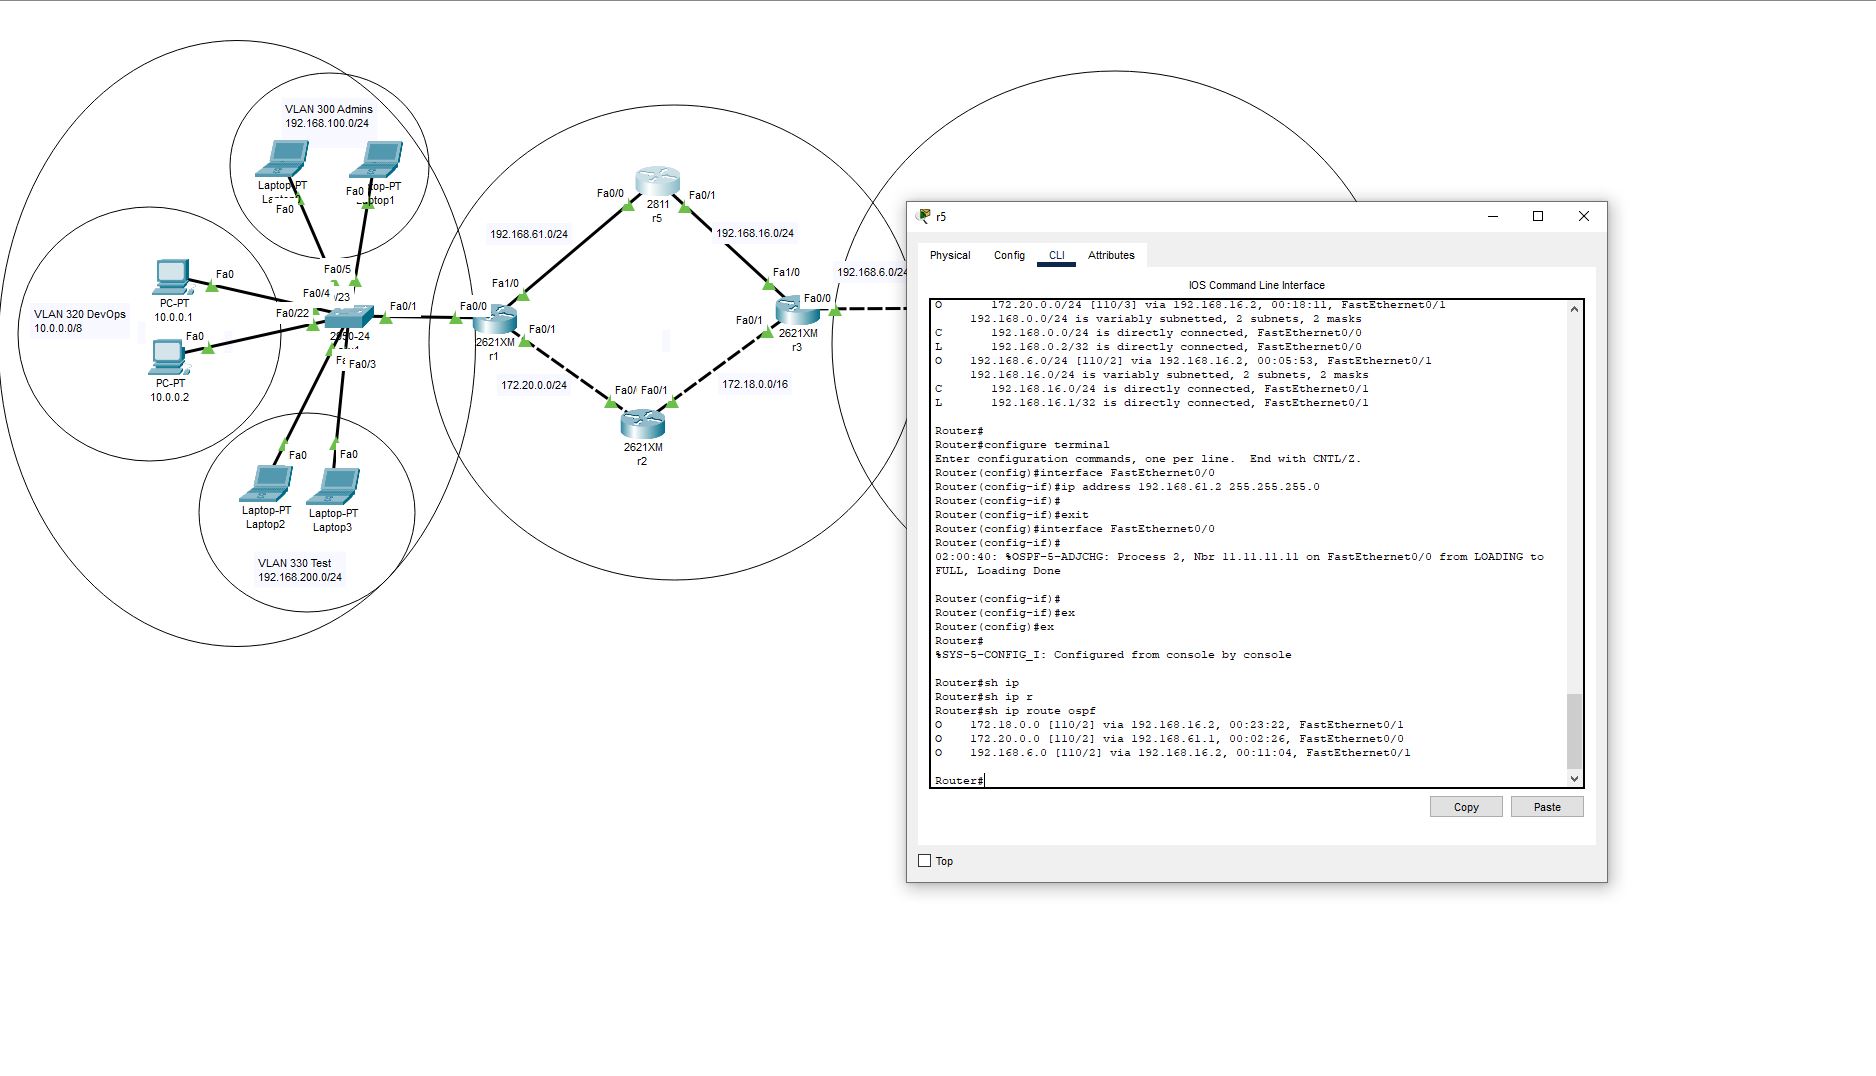 VLAN 300 Admins
192.168.100.0/24
Laptop-PT
Fa0
Fa0
top-PT
Laptop1
VLAN 320 DevOps
10.0.0.0/8
Fa0
PC-PT
10.0.0.1
Fa0
PC-PT
10.0.0.2
Fa0/5
Fa0/4
/23
Fa0/22
Fa0/1
Fa0/3
Fa0
Fa0
Laptop-PT
Laptop2
Laptop-PT
Laptop3
VLAN 330 Test
192.168.200.0/24
Fa0/0
2621XM
r1
Fa1/0
Fa0/1
192.168.61.0/24
172.20.0.0/24
Fa0/0
Fa0/1
2811
r5
192.168.16.0/24
Fa0/
Fa0/1
2621XM
r2
172.18.0.0/16
Fa1/0
Fa0/0
Fa0/1
2621XM
r3
192.168.6.0/24
r5
Physical
Config
CLI
Attributes
IOS Command Line Interface
O 172.20.0.0/24 [110/3] via 192.168.16.2, 00:18:11, FastEthernet0/1
192.168.0.0/24 is variably subnetted, 2 subnets, 2 masks
C 192.168.0.0/24 is directly connected, FastEthernet0/0
L 192.168.0.2/32 is directly connected, FastEthernet0/0
O 192.168.6.0/24 [110/2] via 192.168.16.2, 00:05:53, FastEthernet0/1
192.168.16.0/24 is variably subnetted, 2 subnets, 2 masks
C 192.168.16.0/24 is directly connected, FastEthernet0/1
L 192.168.16.1/32 is directly connected, FastEthernet0/1
Router#
Router#configure terminal
Enter configuration commands, one per line. End with CNTL/Z.
Router(config)#interface FastEthernet0/0
Router(config-if)#ip address 192.168.61.2 255.255.255.0
Router(config-if)#
Router(config-if)#exit
Router(config)#interface FastEthernet0/0
Router(config-if)#
02:00:40: %OSPF-5-ADJCHG: Process 2, Nbr 11.11.11.11 on FastEthernet0/0 from LOADING to
FULL, Loading Done
Router(config-if)#
Router(config-if)#ex
Router(config)#ex
Router#
%SYS-5-CONFIG_I: Configured from console by console
Router#sh ip
Router#sh ip r
Router#sh ip route ospf
O 172.18.0.0 [110/2] via 192.168.16.2, 00:23:22, FastEthernet0/1
O 172.20.0.0 [110/2] via 192.168.61.1, 00:02:26, FastEthernet0/0
O 192.168.6.0 [110/2] via 192.168.16.2, 00:11:04, FastEthernet0/1
Router#
Copy
Paste
Top